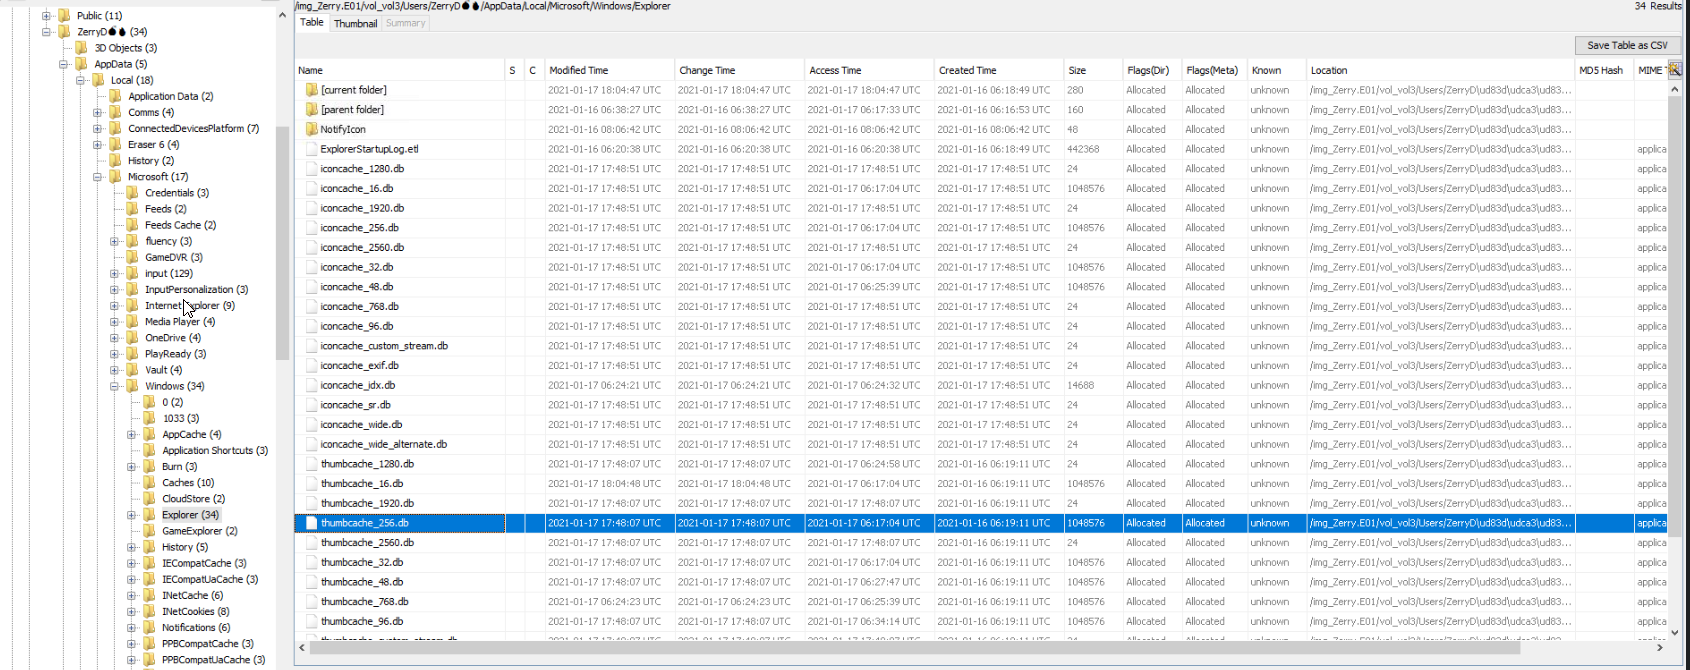 Public (11)
ZerryD💣💣 (34)
3D Objects (3)
AppData (5)
Local (18)
Application Data (2)
Comms (4)
ConnectedDevicesPlatform (7)
Eraser 6 (4)
History (2)
Microsoft (17)
Credentials (3)
Feeds (2)
Feeds Cache (2)
fluency (3)
GameDVR (3)
input (129)
InputPersonalization (3)
Internet Explorer (9)
Media Player (4)
OneDrive (4)
PlayReady (3)
Vault (4)
Windows (34)
0 (2)
1033 (3)
AppCache (4)
Application Shortcuts (3)
Burn (3)
Caches (10)
CloudStore (2)
Explorer (34)
GameExplorer (2)
History (5)
IECompatCache (3)
IECompatUaCache (3)
INetCache (6)
INetCookies (8)
Notifications (6)
PPBCompatCache (3)
PPBCompatUaCache (3)
/img_Zerry.E01/vol_vol3/Users/ZerryD💣💣/AppData/Local/Microsoft/Windows/Explorer 34 Results
Table Thumbnail Summary
Save Table as CSV
Name S C Modified Time Change Time Access Time Created Time Size Flags(Dir) Flags(Meta) Known Location MD5 Hash MIME
[current folder] 2021-01-17 18:04:47 UTC 2021-01-17 18:04:47 UTC 2021-01-17 18:04:47 UTC 2021-01-16 06:18:49 UTC 280 Allocated Allocated unknown /img_Zerry.E01/vol_vol3/Users/ZerryD\ud83d\udca3\ud83...
[parent folder] 2021-01-16 06:38:27 UTC 2021-01-16 06:38:27 UTC 2021-01-17 06:17:33 UTC 2021-01-16 06:16:53 UTC 160 Allocated Allocated unknown /img_Zerry.E01/vol_vol3/Users/ZerryD\ud83d\udca3\ud83...
NotifyIcon 2021-01-16 08:06:42 UTC 2021-01-16 08:06:42 UTC 2021-01-16 08:06:42 UTC 2021-01-16 08:06:42 UTC 48 Allocated Allocated unknown /img_Zerry.E01/vol_vol3/Users/ZerryD\ud83d\udca3\ud83...
ExplorerStartupLog.etl 2021-01-16 06:20:38 UTC 2021-01-16 06:20:38 UTC 2021-01-16 06:20:38 UTC 2021-01-16 06:18:49 UTC 442368 Allocated Allocated unknown /img_Zerry.E01/vol_vol3/Users/ZerryD\ud83d\udca3\ud83... applica
iconcache_1280.db 2021-01-17 17:48:51 UTC 2021-01-17 17:48:51 UTC 2021-01-17 17:48:51 UTC 2021-01-17 17:48:51 UTC 24 Allocated Allocated unknown /img_Zerry.E01/vol_vol3/Users/ZerryD\ud83d\udca3\ud83... applica
iconcache_16.db 2021-01-17 17:48:51 UTC 2021-01-17 17:48:51 UTC 2021-01-17 06:17:04 UTC 2021-01-17 17:48:51 UTC 1048576 Allocated Allocated unknown /img_Zerry.E01/vol_vol3/Users/ZerryD\ud83d\udca3\ud83... applica
iconcache_1920.db 2021-01-17 17:48:51 UTC 2021-01-17 17:48:51 UTC 2021-01-17 17:48:51 UTC 2021-01-17 17:48:51 UTC 24 Allocated Allocated unknown /img_Zerry.E01/vol_vol3/Users/ZerryD\ud83d\udca3\ud83... applica
iconcache_256.db 2021-01-17 17:48:51 UTC 2021-01-17 17:48:51 UTC 2021-01-17 06:17:04 UTC 2021-01-17 17:48:51 UTC 1048576 Allocated Allocated unknown /img_Zerry.E01/vol_vol3/Users/ZerryD\ud83d\udca3\ud83... applica
iconcache_2560.db 2021-01-17 17:48:51 UTC 2021-01-17 17:48:51 UTC 2021-01-17 17:48:51 UTC 2021-01-17 17:48:51 UTC 24 Allocated Allocated unknown /img_Zerry.E01/vol_vol3/Users/ZerryD\ud83d\udca3\ud83... applica
iconcache_32.db 2021-01-17 17:48:51 UTC 2021-01-17 17:48:51 UTC 2021-01-17 06:17:04 UTC 2021-01-17 17:48:51 UTC 1048576 Allocated Allocated unknown /img_Zerry.E01/vol_vol3/Users/ZerryD\ud83d\udca3\ud83... applica
iconcache_48.db 2021-01-17 17:48:51 UTC 2021-01-17 17:48:51 UTC 2021-01-17 06:25:39 UTC 2021-01-17 17:48:51 UTC 1048576 Allocated Allocated unknown /img_Zerry.E01/vol_vol3/Users/ZerryD\ud83d\udca3\ud83... applica
iconcache_768.db 2021-01-17 17:48:51 UTC 2021-01-17 17:48:51 UTC 2021-01-17 17:48:51 UTC 2021-01-17 17:48:51 UTC 24 Allocated Allocated unknown /img_Zerry.E01/vol_vol3/Users/ZerryD\ud83d\udca3\ud83... applica
iconcache_96.db 2021-01-17 17:48:51 UTC 2021-01-17 17:48:51 UTC 2021-01-17 17:48:51 UTC 2021-01-17 17:48:51 UTC 24 Allocated Allocated unknown /img_Zerry.E01/vol_vol3/Users/ZerryD\ud83d\udca3\ud83... applica
iconcache_custom_stream.db 2021-01-17 17:48:51 UTC 2021-01-17 17:48:51 UTC 2021-01-17 17:48:51 UTC 2021-01-17 17:48:51 UTC 24 Allocated Allocated unknown /img_Zerry.E01/vol_vol3/Users/ZerryD\ud83d\udca3\ud83... applica
iconcache_exif.db 2021-01-17 17:48:51 UTC 2021-01-17 17:48:51 UTC 2021-01-17 17:48:51 UTC 2021-01-17 17:48:51 UTC 24 Allocated Allocated unknown /img_Zerry.E01/vol_vol3/Users/ZerryD\ud83d\udca3\ud83... applica
iconcache_idx.db 2021-01-17 06:24:21 UTC 2021-01-17 06:24:21 UTC 2021-01-17 06:24:32 UTC 2021-01-17 17:48:51 UTC 14688 Allocated Allocated unknown /img_Zerry.E01/vol_vol3/Users/ZerryD\ud83d\udca3\ud83... applica
iconcache_sr.db 2021-01-17 17:48:51 UTC 2021-01-17 17:48:51 UTC 2021-01-17 17:48:51 UTC 2021-01-17 17:48:51 UTC 24 Allocated Allocated unknown /img_Zerry.E01/vol_vol3/Users/ZerryD\ud83d\udca3\ud83... applica
iconcache_wide.db 2021-01-17 17:48:51 UTC 2021-01-17 17:48:51 UTC 2021-01-17 17:48:51 UTC 2021-01-17 17:48:51 UTC 24 Allocated Allocated unknown /img_Zerry.E01/vol_vol3/Users/ZerryD\ud83d\udca3\ud83... applica
iconcache_wide_alternate.db 2021-01-17 17:48:51 UTC 2021-01-17 17:48:51 UTC 2021-01-17 17:48:51 UTC 2021-01-17 17:48:51 UTC 24 Allocated Allocated unknown /img_Zerry.E01/vol_vol3/Users/ZerryD\ud83d\udca3\ud83... applica
thumbcache_1280.db 2021-01-17 17:48:07 UTC 2021-01-17 17:48:07 UTC 2021-01-17 06:24:58 UTC 2021-01-16 06:19:11 UTC 24 Allocated Allocated unknown /img_Zerry.E01/vol_vol3/Users/ZerryD\ud83d\udca3\ud83... applica
thumbcache_16.db 2021-01-17 18:04:48 UTC 2021-01-17 18:04:48 UTC 2021-01-17 06:17:04 UTC 2021-01-16 06:19:11 UTC 1048576 Allocated Allocated unknown /img_Zerry.E01/vol_vol3/Users/ZerryD\ud83d\udca3\ud83... applica
thumbcache_1920.db 2021-01-17 17:48:07 UTC 2021-01-17 17:48:07 UTC 2021-01-17 17:48:07 UTC 2021-01-16 06:19:11 UTC 24 Allocated Allocated unknown /img_Zerry.E01/vol_vol3/Users/ZerryD\ud83d\udca3\ud83... applica
thumbcache_256.db 2021-01-17 17:48:07 UTC 2021-01-17 17:48:07 UTC 2021-01-17 06:17:04 UTC 2021-01-16 06:19:11 UTC 1048576 Allocated Allocated unknown /img_Zerry.E01/vol_vol3/Users/ZerryD\ud83d\udca3\ud83... applica
thumbcache_2560.db 2021-01-17 17:48:07 UTC 2021-01-17 17:48:07 UTC 2021-01-17 17:48:07 UTC 2021-01-16 06:19:11 UTC 24 Allocated Allocated unknown /img_Zerry.E01/vol_vol3/Users/ZerryD\ud83d\udca3\ud83... applica
thumbcache_32.db 2021-01-17 17:48:07 UTC 2021-01-17 17:48:07 UTC 2021-01-17 06:17:04 UTC 2021-01-16 06:19:11 UTC 1048576 Allocated Allocated unknown /img_Zerry.E01/vol_vol3/Users/ZerryD\ud83d\udca3\ud83... applica
thumbcache_48.db 2021-01-17 17:48:07 UTC 2021-01-17 17:48:07 UTC 2021-01-17 06:27:47 UTC 2021-01-16 06:19:11 UTC 1048576 Allocated Allocated unknown /img_Zerry.E01/vol_vol3/Users/ZerryD\ud83d\udca3\ud83... applica
thumbcache_768.db 2021-01-17 06:24:23 UTC 2021-01-17 06:24:23 UTC 2021-01-17 06:25:39 UTC 2021-01-16 06:19:11 UTC 1048576 Allocated Allocated unknown /img_Zerry.E01/vol_vol3/Users/ZerryD\ud83d\udca3\ud83... applica
thumbcache_96.db 2021-01-17 17:48:07 UTC 2021-01-17 17:48:07 UTC 2021-01-17 06:34:14 UTC 2021-01-16 06:19:11 UTC 1048576 Allocated Allocated unknown /img_Zerry.E01/vol_vol3/Users/ZerryD\ud83d\udca3\ud83... applica